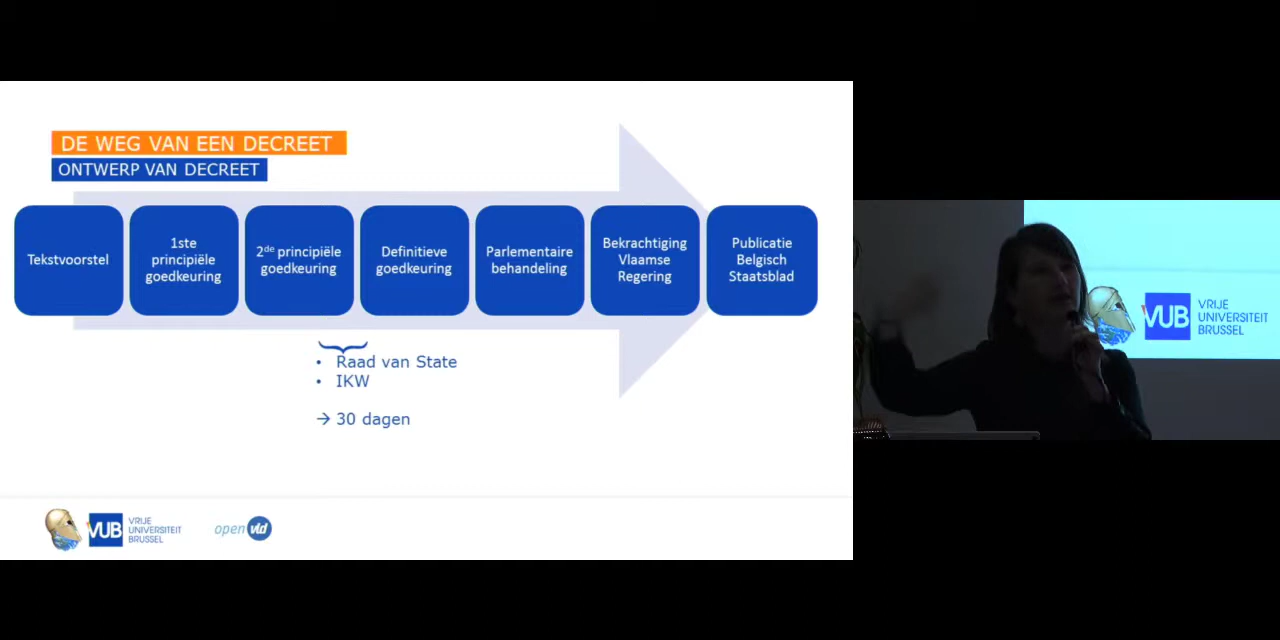 DE WEG VAN EEN DECREET
ONTWERP VAN DECREET
Tekstvoorstel
1ste
principiële
goedkeuring
2de principiële
goedkeuring
Definitieve
goedkeuring
Parlementaire
behandeling
Bekrachtiging
Vlaamse
Regering
Publicatie
Belgisch
Staatsblad
• Raad van State
• IKW
→ 30 dagen
VUB
VRIJE
UNIVERSITEIT
BRUSSEL
open vld
VUB
VRIJE
UNIVERSITEIT
BRUSSEL